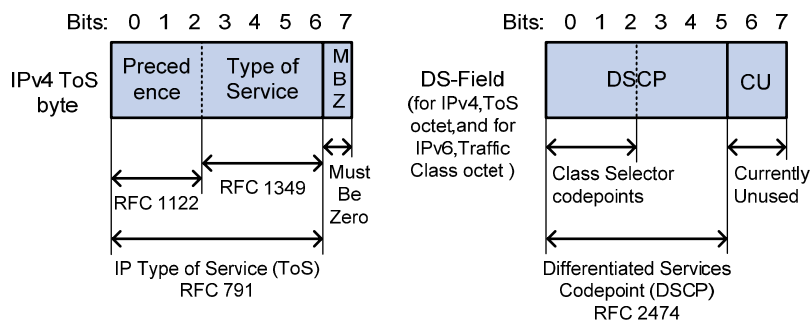 Bits: 0 1 2 3 4 5 6 7
IPv4 ToS
byte
Preced
ence
Type of
Service
M
B
Z
RFC 1122
RFC 1349
Must
Be
Zero
IP Type of Service (ToS)
RFC 791
Bits: 0 1 2 3 4 5 6 7
DS-Field
(for IPv4,ToS
octet,and for
IPv6,Traffic
Class octet )
DSCP
CU
Class Selector
codepoints
Currently
Unused
Differentiated Services
Codepoint (DSCP)
RFC 2474